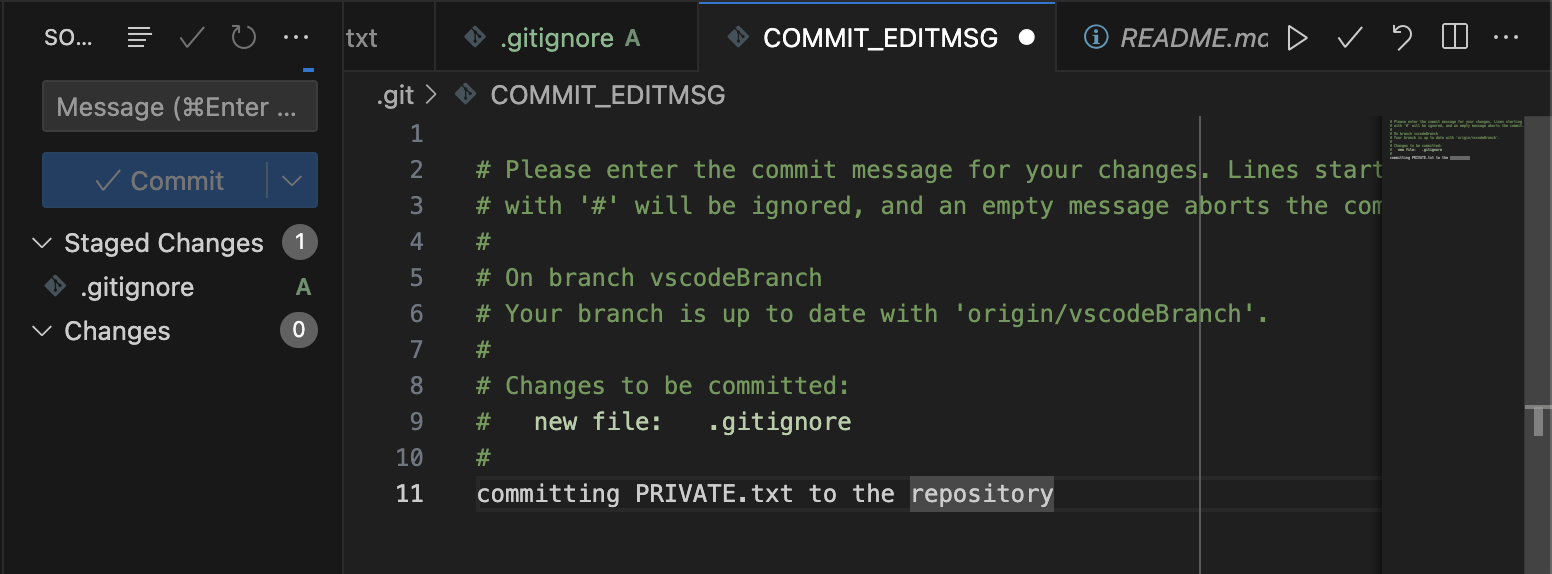 SO...
Message (⌘Enter ...
Commit
Staged Changes 1
.gitignore A
Changes 0
txt
.gitignore A
COMMIT_EDITMSG
README.mc
.git > COMMIT_EDITMSG
1
2 # Please enter the commit message for your changes. Lines start
3 # with '#' will be ignored, and an empty message aborts the com
4 #
5 # On branch vscodeBranch
6 # Your branch is up to date with 'origin/vscodeBranch'.
7 #
8 # Changes to be committed:
9 #   new file:   .gitignore
10 #
11 committing PRIVATE.txt to the repository